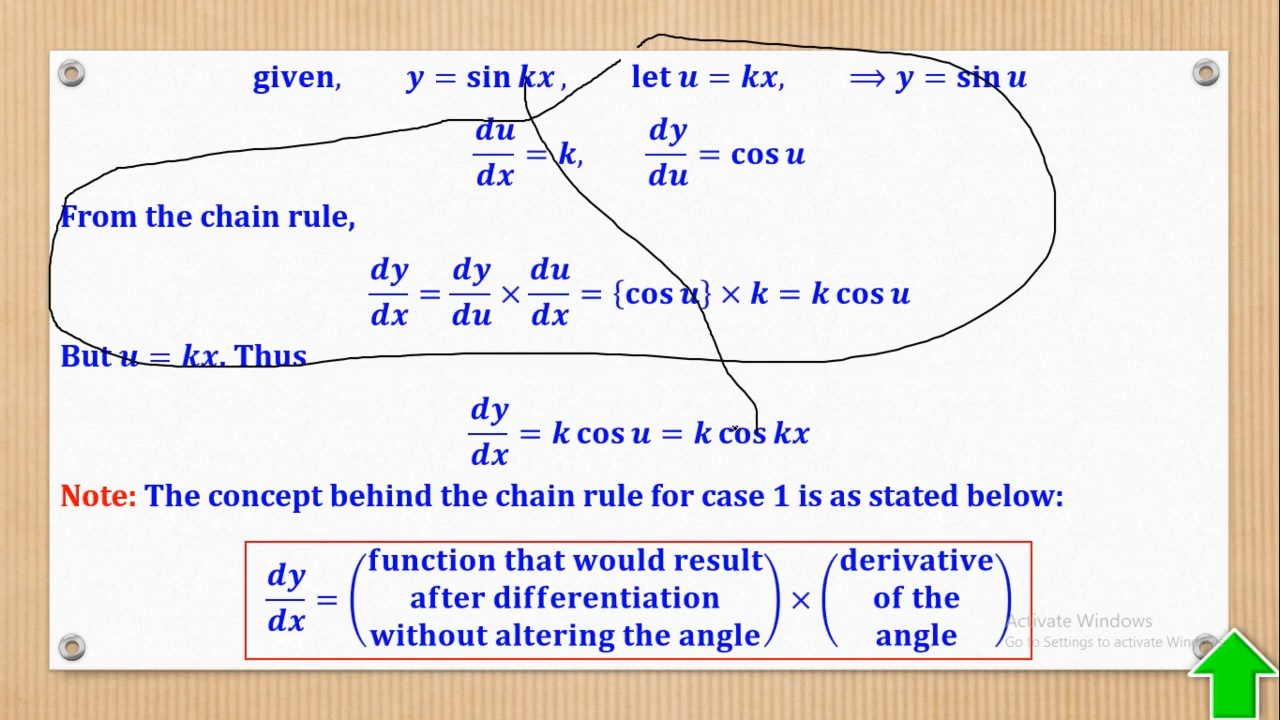 given, y = sin kx, let u = kx, ⟹ y = sin u
du/dx = k, dy/du = cos u
From the chain rule,
dy/dx = dy/du × du/dx = {cos u} × k = k cos u
But u = kx. Thus
dy/dx = k cos u = k cos kx
Note: The concept behind the chain rule for case 1 is as stated below:
dy/dx = (function that would result after differentiation without altering the angle) × (derivative of the angle)
Activate Windows
Go to Settings to activate Win